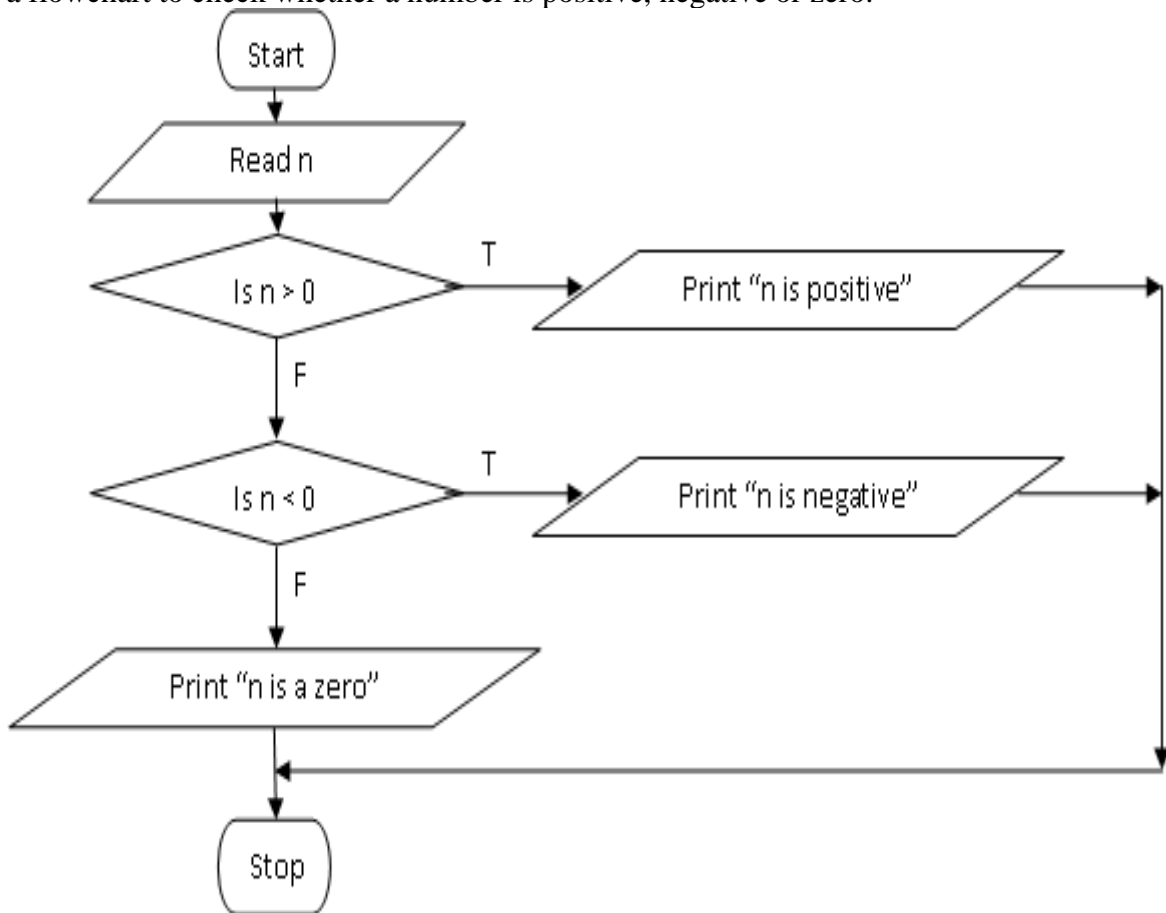 a flowchart to check whether a number is positive, negative or zero.
Start
Read n
Is n > 0
T
Print “n is positive”
F
Is n < 0
T
Print “n is negative”
F
Print “n is a zero”
Stop